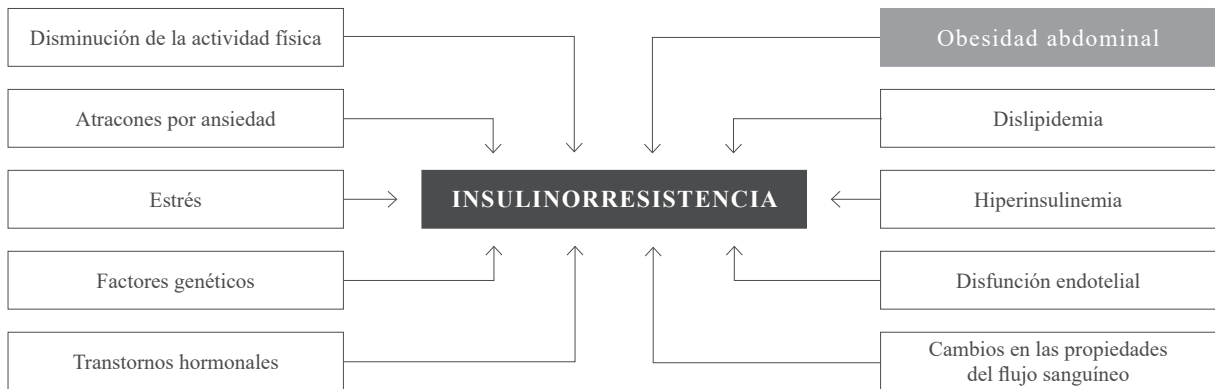 Disminución de la actividad física
Atracones por ansiedad
Estrés
Factores genéticos
Transtornos hormonales
INSULINORRESISTENCIA
Obesidad abdominal
Dislipidemia
Hiperinsulinemia
Disfunción endotelial
Cambios en las propiedades
del flujo sanguíneo